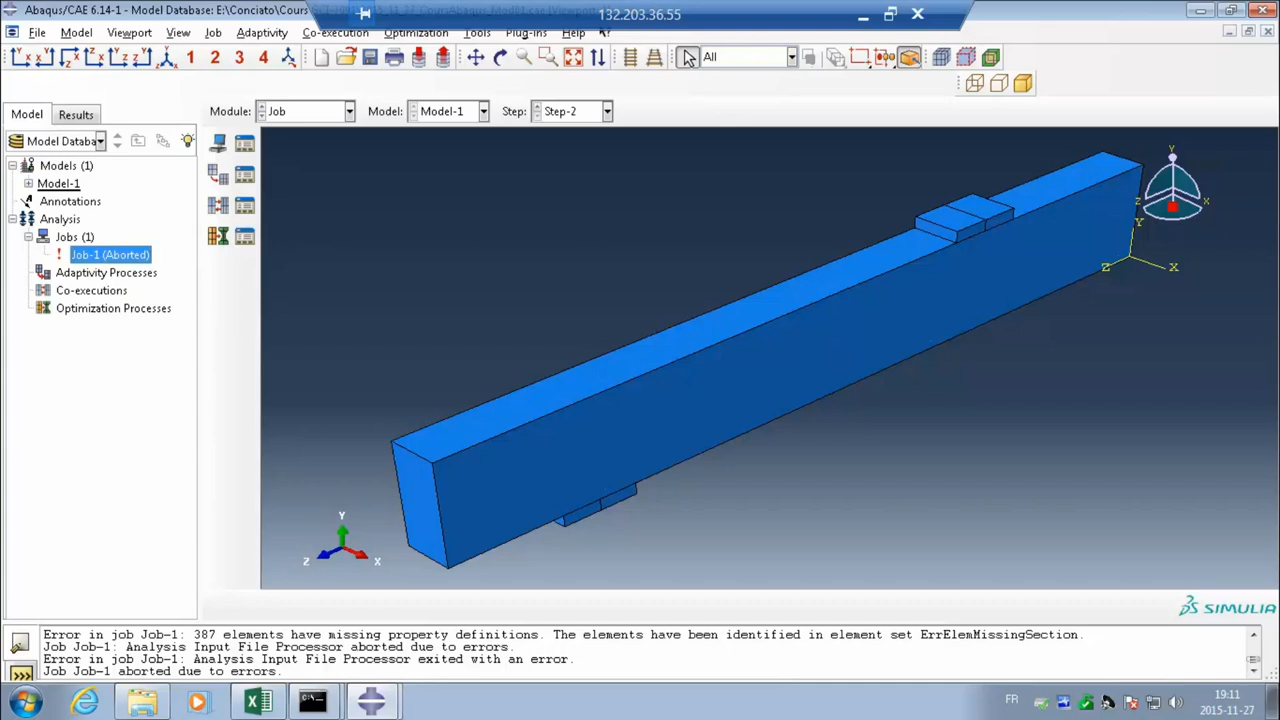 Abaqus/CAE 6.14-1 - Model Database: E:\Conciato\Cours
132.203.36.55
File Model Viewport View Job Adaptivity Co-execution Optimization Tools Plug-ins Help
1 2 3 4 All
Model Results
Module: Job Model: Model-1 Step: Step-2
Model Databa
Models (1)
Model-1
Annotations
Analysis
Jobs (1)
Job-1 (Aborted)
Adaptivity Processes
Co-executions
Optimization Processes
Y
Z X
Y
Z X
Y
Z X
SIMULIA
Error in job Job-1: 387 elements have missing property definitions. The elements have been identified in element set ErrElemMissingSection.
Job Job-1: Analysis Input File Processor aborted due to errors.
Error in job Job-1: Analysis Input File Processor exited with an error.
Job Job-1 aborted due to errors.
>>>
FR
19:11
2015-11-27